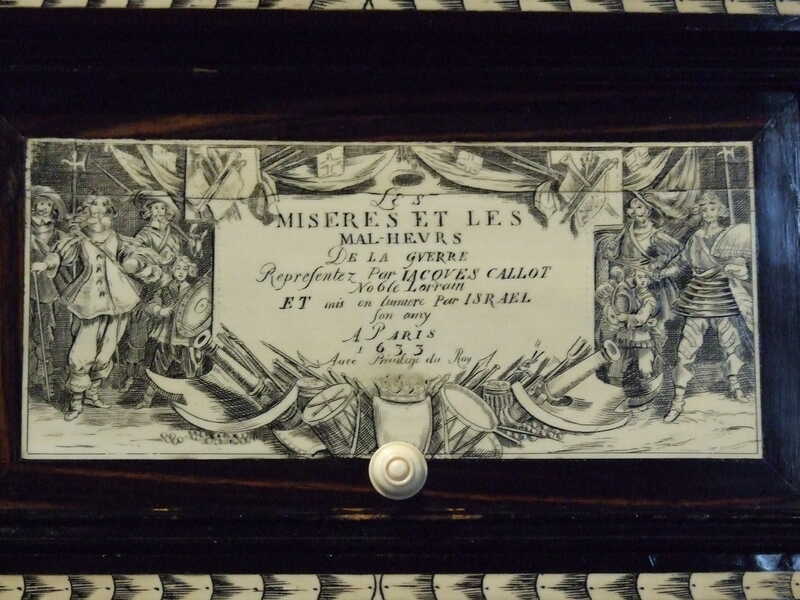 LES
MISERES ET LES
MAL-HEVRS
DE LA GVERRE
Representez Par IACQVES CALLOT
Noble Lorrain
ET mis en lumiere Par ISRAEL
son amy
A PARIS
1633
Avec Privilege du Roy